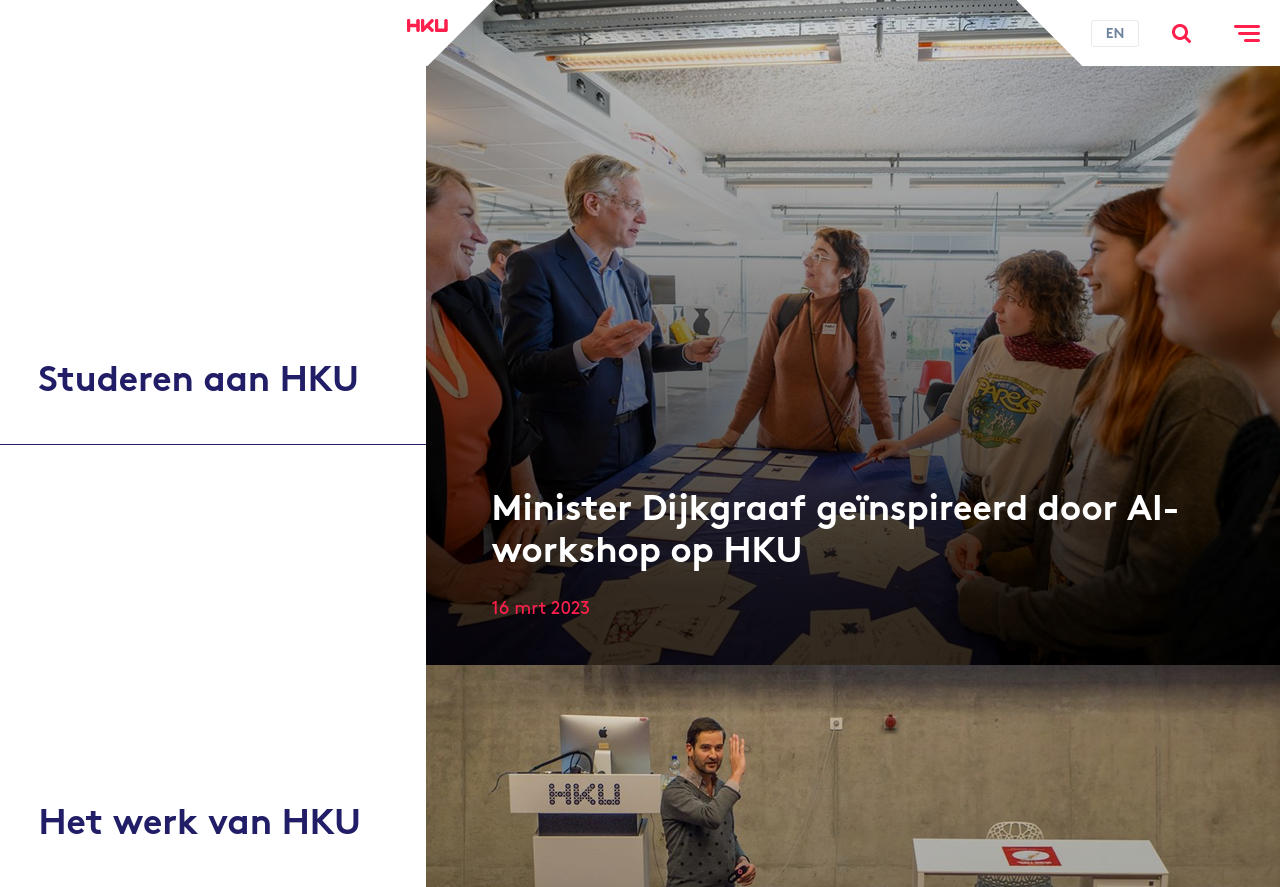 HKU
EN
Studeren aan HKU
Minister Dijkgraaf geïnspireerd door AI-
workshop op HKU
16 mrt 2023
HKU
Het werk van HKU